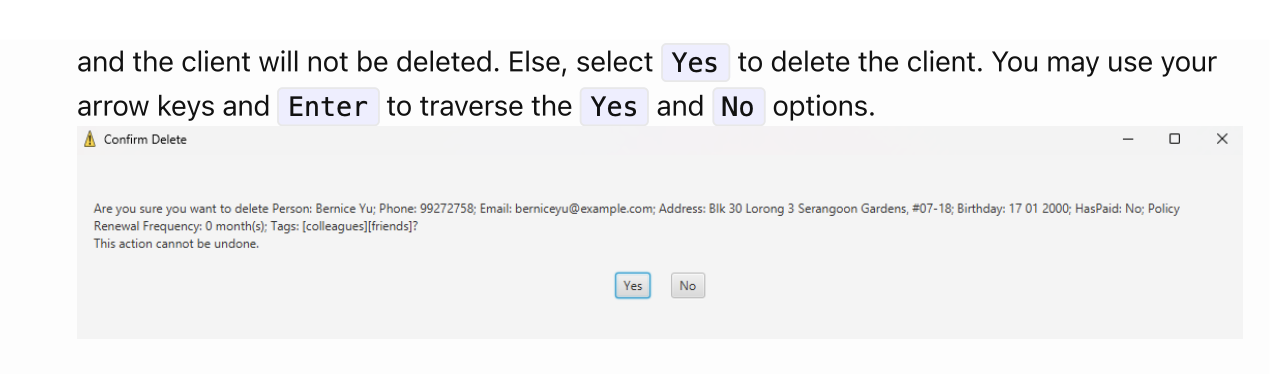 and the client will not be deleted. Else, select Yes to delete the client. You may use your
arrow keys and Enter to traverse the Yes and No options.
Confirm Delete
Are you sure you want to delete Person: Bernice Yu; Phone: 99272758; Email: berniceyu@example.com; Address: Blk 30 Lorong 3 Serangoon Gardens, #07-18; Birthday: 17 01 2000; HasPaid: No; Policy
Renewal Frequency: 0 month(s); Tags: [colleagues][friends]?
This action cannot be undone.
Yes No